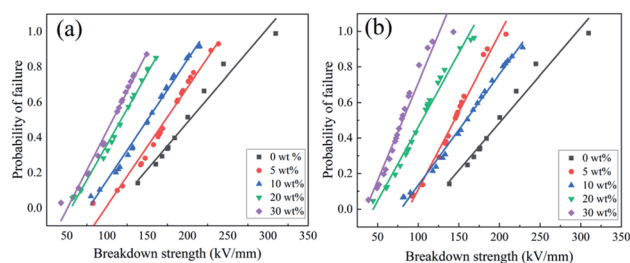 (a)
Probability of failure
1.0
0.8
0.6
0.4
0.2
0.0
0 wt %
5 wt%
10 wt%
20 wt%
30 wt%
50 100 150 200 250 300 350
Breakdown strength (kV/mm)
(b)
Probability of failure
1.0
0.8
0.6
0.4
0.2
0.0
0 wt%
5 wt%
10 wt%
20 wt%
30 wt%
50 100 150 200 250 300 350
Breakdown strength (kV/mm)